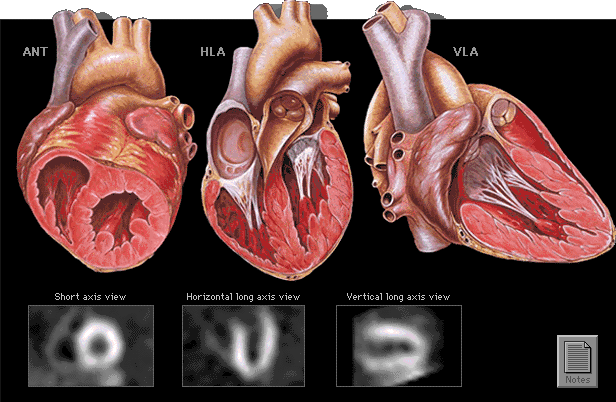 ANT
HLA
VLA
Short axis view
Horizontal long axis view
Vertical long axis view
Notes